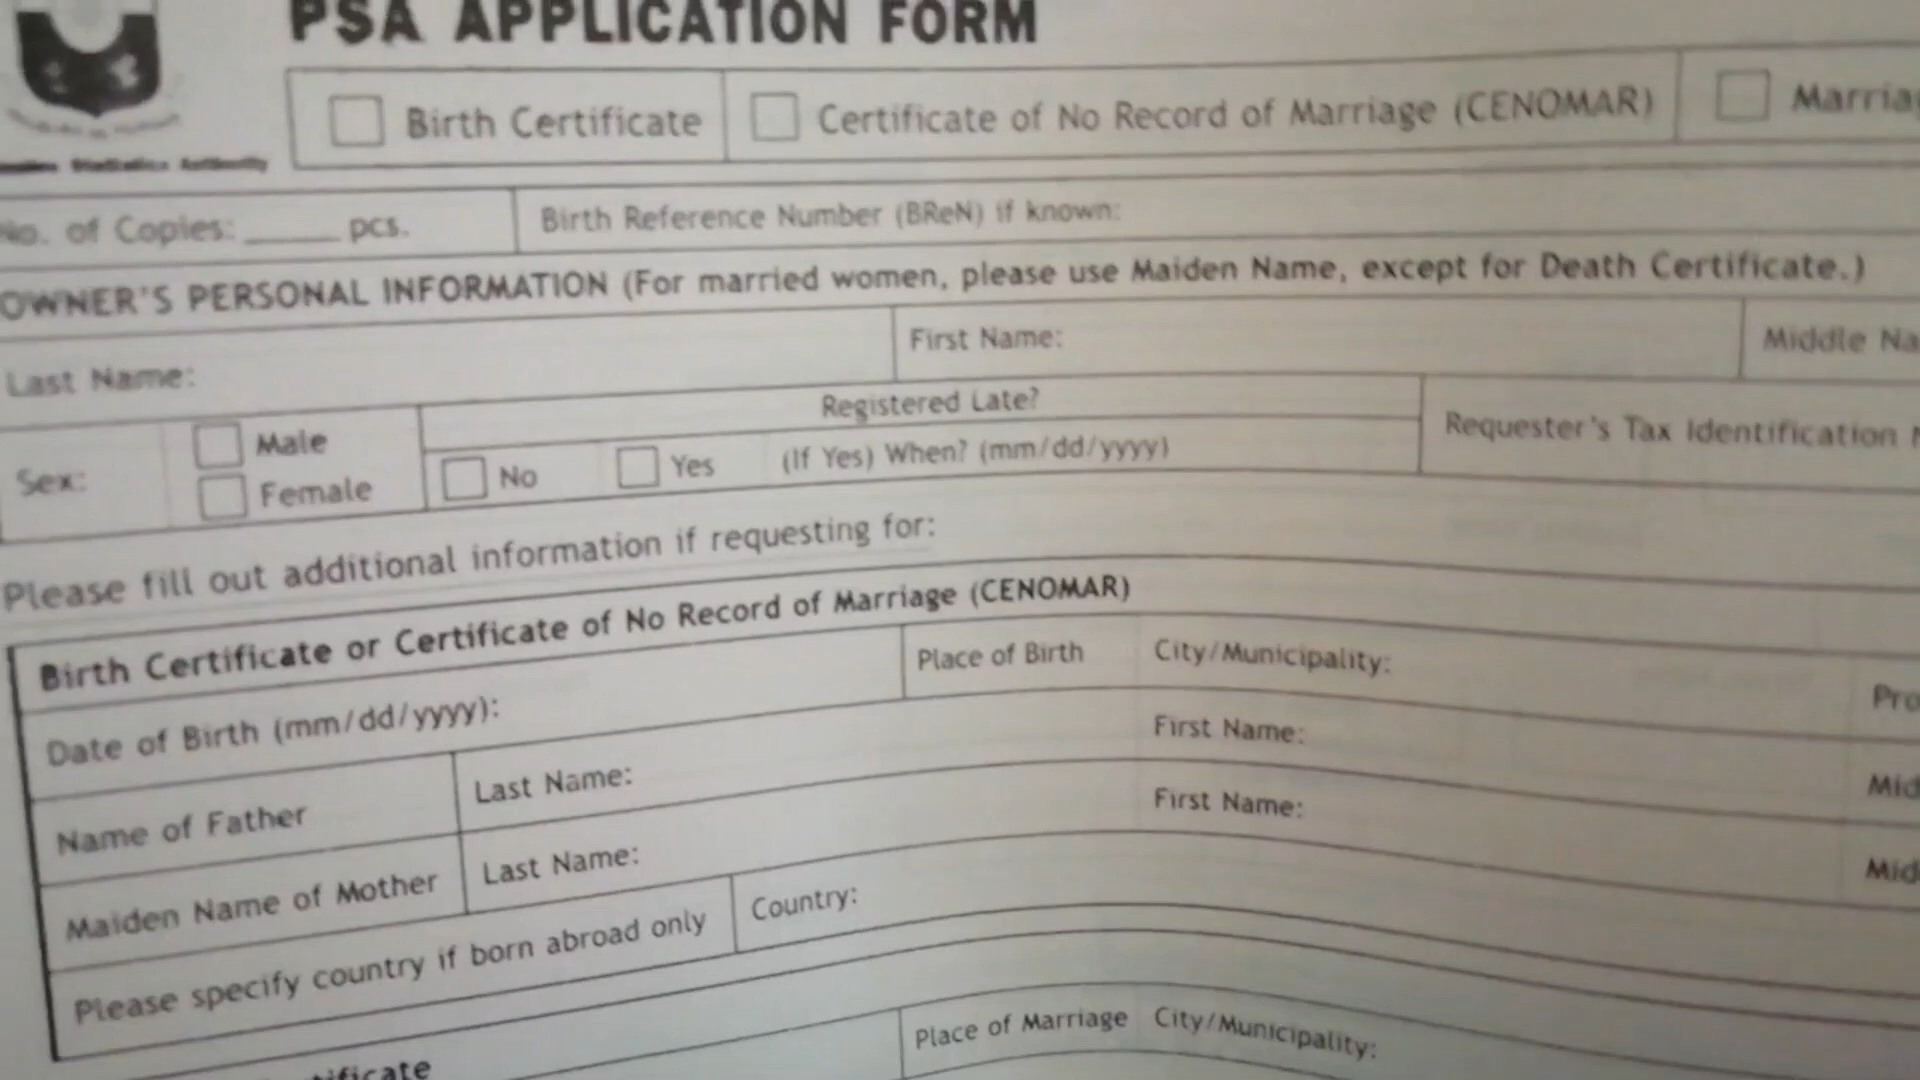 PSA APPLICATION FORM
Birth Certificate
Certificate of No Record of Marriage (CENOMAR)
Statistics Authority
No. of Copies: _____ pcs.
Birth Reference Number (BReN) if known:
OWNER'S PERSONAL INFORMATION (For married women, please use Maiden Name, except for Death Certificate.)
Last Name:
First Name:
Middle
Sex:
Male
Female
Registered Late?
No
Yes
(If Yes) When? (mm/dd/yyyy)
Requester's Tax Identification
Please fill out additional information if requesting for:
Birth Certificate or Certificate of No Record of Marriage (CENOMAR)
Date of Birth (mm/dd/yyyy):
Place of Birth
City/Municipality:
Name of Father
Last Name:
First Name:
Maiden Name of Mother
Last Name:
First Name:
Please specify country if born abroad only
Country:
Place of Marriage
City/Municipality: